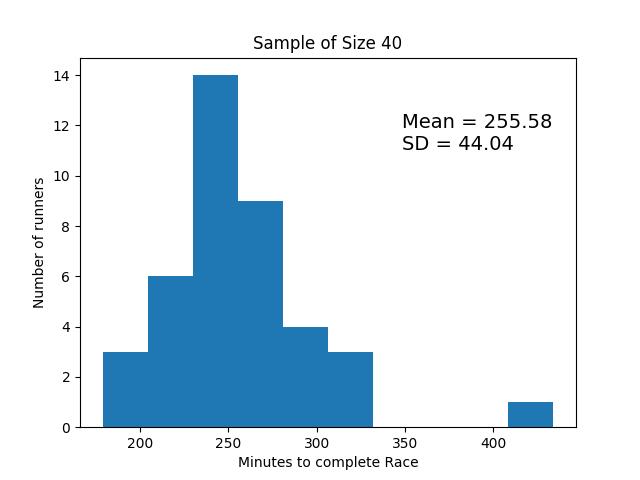 Sample of Size 40
14
12
10
8
6
4
2
0
Number of runners
Mean = 255.58
SD = 44.04
200 250 300 350 400
Minutes to complete Race